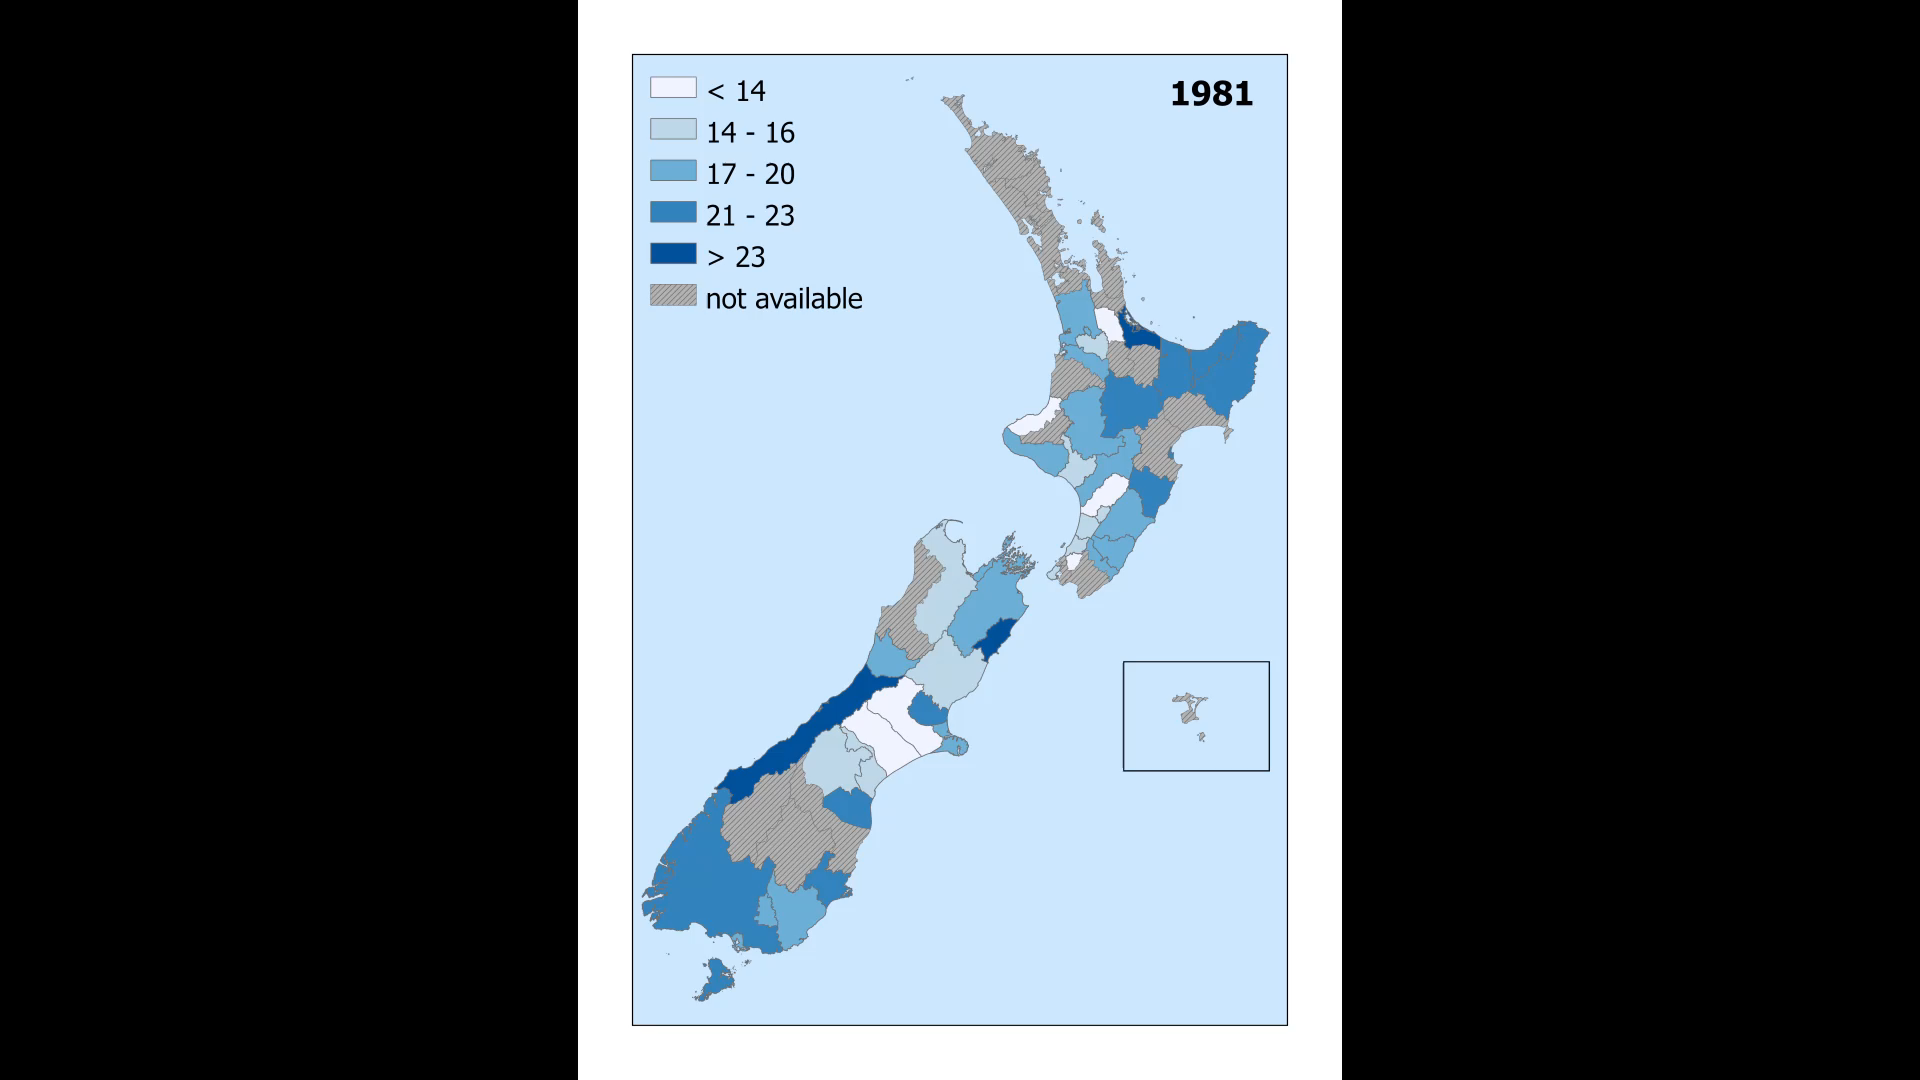 1981
< 14
14 - 16
17 - 20
21 - 23
> 23
not available